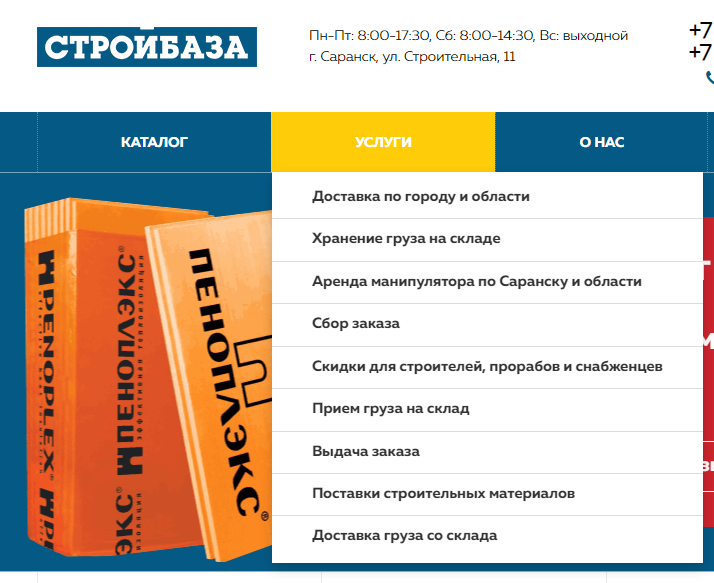 СТРОЙБАЗА
Пн-Пт: 8:00-17:30, Сб: 8:00-14:30, Вс: выходной
г. Саранск, ул. Строительная, 11
+7
+7
КАТАЛОГ
УСЛУГИ
О НАС
Доставка по городу и области
Хранение груза на складе
Аренда манипулятора по Саранску и области
Сбор заказа
Скидки для строителей, прорабов и снабженцев
Прием груза на склад
Выдача заказа
Поставки строительных материалов
Доставка груза со склада
PENOPLEX®
ПЕНОПЛЭКС®
эффективная теплоизоляция
ПЕНОПЛЭКС®